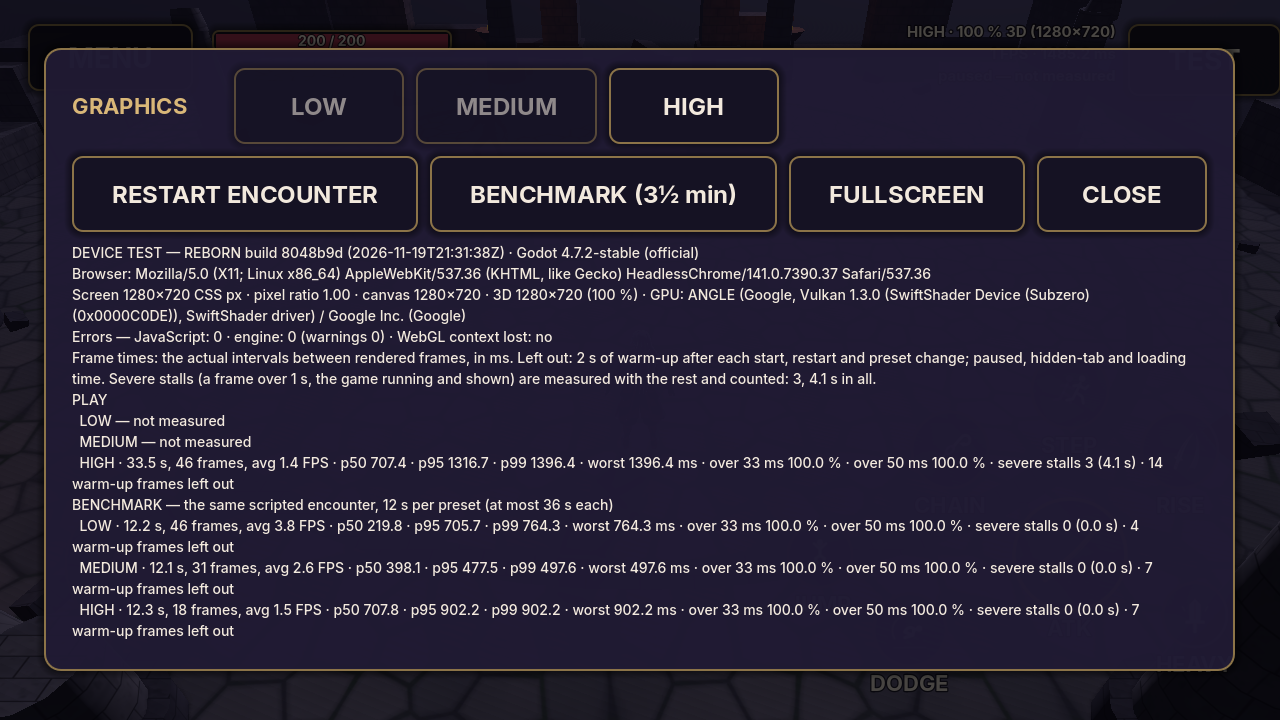 MENU
200 / 200
HIGH · 100 % 3D (1280×720)
GRAPHICS
LOW
MEDIUM
HIGH
RESTART ENCOUNTER
BENCHMARK (3½ min)
FULLSCREEN
CLOSE
DEVICE TEST — REBORN build 8048b9d (2026-11-19T21:31:38Z) · Godot 4.7.2-stable (official)
Browser: Mozilla/5.0 (X11; Linux x86_64) AppleWebKit/537.36 (KHTML, like Gecko) HeadlessChrome/141.0.7390.37 Safari/537.36
Screen 1280×720 CSS px · pixel ratio 1.00 · canvas 1280×720 · 3D 1280×720 (100 %) · GPU: ANGLE (Google, Vulkan 1.3.0 (SwiftShader Device (Subzero)
(0x0000C0DE)), SwiftShader driver) / Google Inc. (Google)
Errors — JavaScript: 0 · engine: 0 (warnings 0) · WebGL context lost: no
Frame times: the actual intervals between rendered frames, in ms. Left out: 2 s of warm-up after each start, restart and preset change; paused, hidden-tab and loading
time. Severe stalls (a frame over 1 s, the game running and shown) are measured with the rest and counted: 3, 4.1 s in all.
PLAY
LOW — not measured
MEDIUM — not measured
HIGH · 33.5 s, 46 frames, avg 1.4 FPS · p50 707.4 · p95 1316.7 · p99 1396.4 · worst 1396.4 ms · over 33 ms 100.0 % · over 50 ms 100.0 % · severe stalls 3 (4.1 s) · 14
warm-up frames left out
BENCHMARK — the same scripted encounter, 12 s per preset (at most 36 s each)
LOW · 12.2 s, 46 frames, avg 3.8 FPS · p50 219.8 · p95 705.7 · p99 764.3 · worst 764.3 ms · over 33 ms 100.0 % · over 50 ms 100.0 % · severe stalls 0 (0.0 s) · 4
warm-up frames left out
MEDIUM · 12.1 s, 31 frames, avg 2.6 FPS · p50 398.1 · p95 477.5 · p99 497.6 · worst 497.6 ms · over 33 ms 100.0 % · over 50 ms 100.0 % · severe stalls 0 (0.0 s) · 7
warm-up frames left out
HIGH · 12.3 s, 18 frames, avg 1.5 FPS · p50 707.8 · p95 902.2 · p99 902.2 · worst 902.2 ms · over 33 ms 100.0 % · over 50 ms 100.0 % · severe stalls 0 (0.0 s) · 7
warm-up frames left out
DODGE